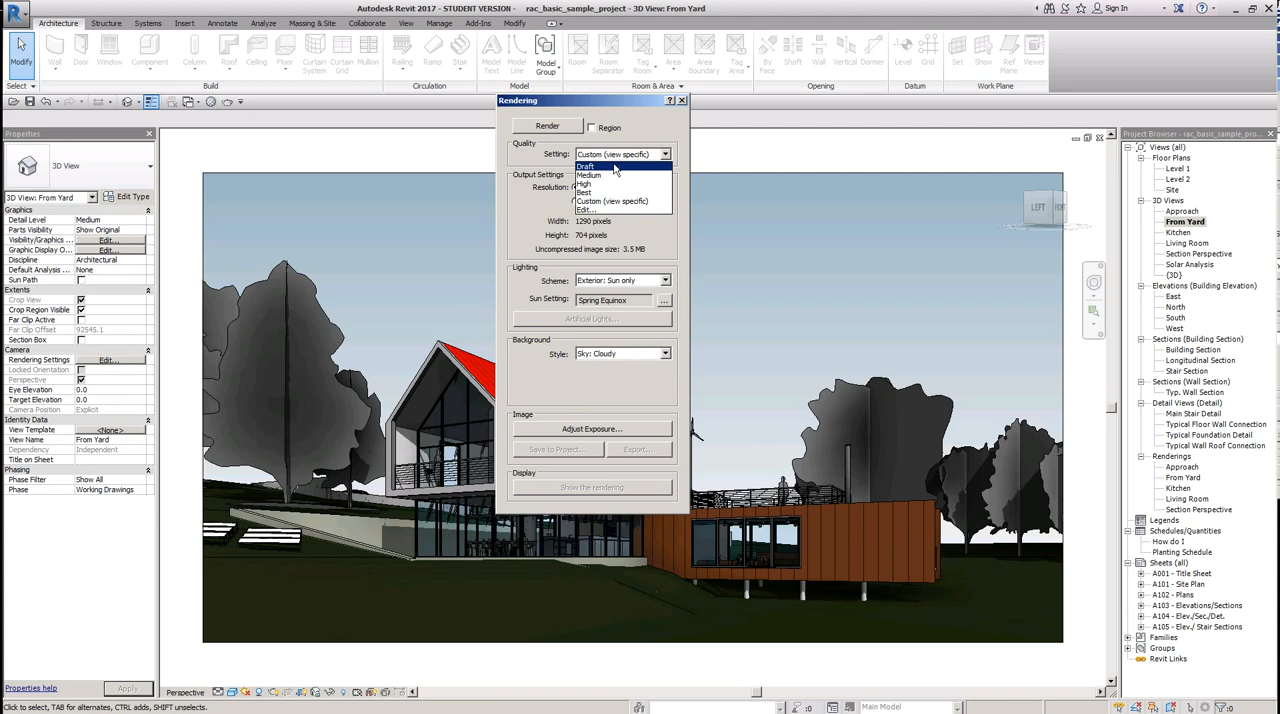 Autodesk Revit 2017 - STUDENT VERSION - rac_basic_sample_project - 3D View: From Yard
Sign In
Architecture Structure Systems Insert Annotate Analyze Massing & Site Collaborate View Manage Add-Ins Modify
Modify Wall Door Window Component Column Roof Ceiling Curtain System Curtain Grid Mullion Railing Ramp Stair Model Text Model Line Model Group Room Room Separator Tag Room Area Area Boundary Tag Area By Face Shaft Wall Vertical Dormer Level Grid Set Show Ref Plane Viewer
Select Build Circulation Model Room & Area Opening Datum Work Plane
Properties
3D View
3D View: From Yard Edit Type
Graphics
Detail Level Medium
Parts Visibility Show Original
Visibility/Graphics ... Edit...
Graphic Display O... Edit...
Discipline Architectural
Default Analysis ... None
Sun Path
Extents
Crop View
Crop Region Visible
Far Clip Active
Far Clip Offset 92545.1
Section Box
Camera
Rendering Settings Edit...
Locked Orientation
Perspective
Eye Elevation 0.0
Target Elevation 0.0
Camera Position Explicit
Identity Data
View Template <None>
View Name From Yard
Dependency Independent
Title on Sheet
Phasing
Phase Filter Show All
Phase Working Drawings
Properties help Apply
Rendering
Render Region
Quality
Setting: Custom (view specific)
Draft
Medium
High
Best
Custom (view specific)
Edit...
Output Settings
Resolution:
Width: 1290 pixels
Height: 704 pixels
Uncompressed image size: 3.5 MB
Lighting
Scheme: Exterior: Sun only
Sun Setting: Spring Equinox ...
Artificial Lights...
Background
Style: Sky: Cloudy
Image
Adjust Exposure...
Save to Project... Export...
Display
Show the rendering
LEFT
Project Browser - rac_basic_sample_project
Views (all)
Floor Plans
Level 1
Level 2
Site
3D Views
Approach
From Yard
Kitchen
Living Room
Section Perspective
Solar Analysis
{3D}
Elevations (Building Elevation)
East
North
South
West
Sections (Building Section)
Building Section
Longitudinal Section
Stair Section
Sections (Wall Section)
Typ. Wall Section
Detail Views (Detail)
Main Stair Detail
Typical Floor Wall Connection
Typical Foundation Detail
Typical Wall Roof Connection
Renderings
Approach
From Yard
Kitchen
Living Room
Section Perspective
Legends
Schedules/Quantities
How do I
Planting Schedule
Sheets (all)
A001 - Title Sheet
A101 - Site Plan
A102 - Plans
A103 - Elevations/Sections
A104 - Elev./Sec./Det.
A105 - Elev./ Stair Sections
Families
Groups
Revit Links
Perspective
Click to select, TAB for alternates, CTRL adds, SHIFT unselects.
:0
Main Model
:0